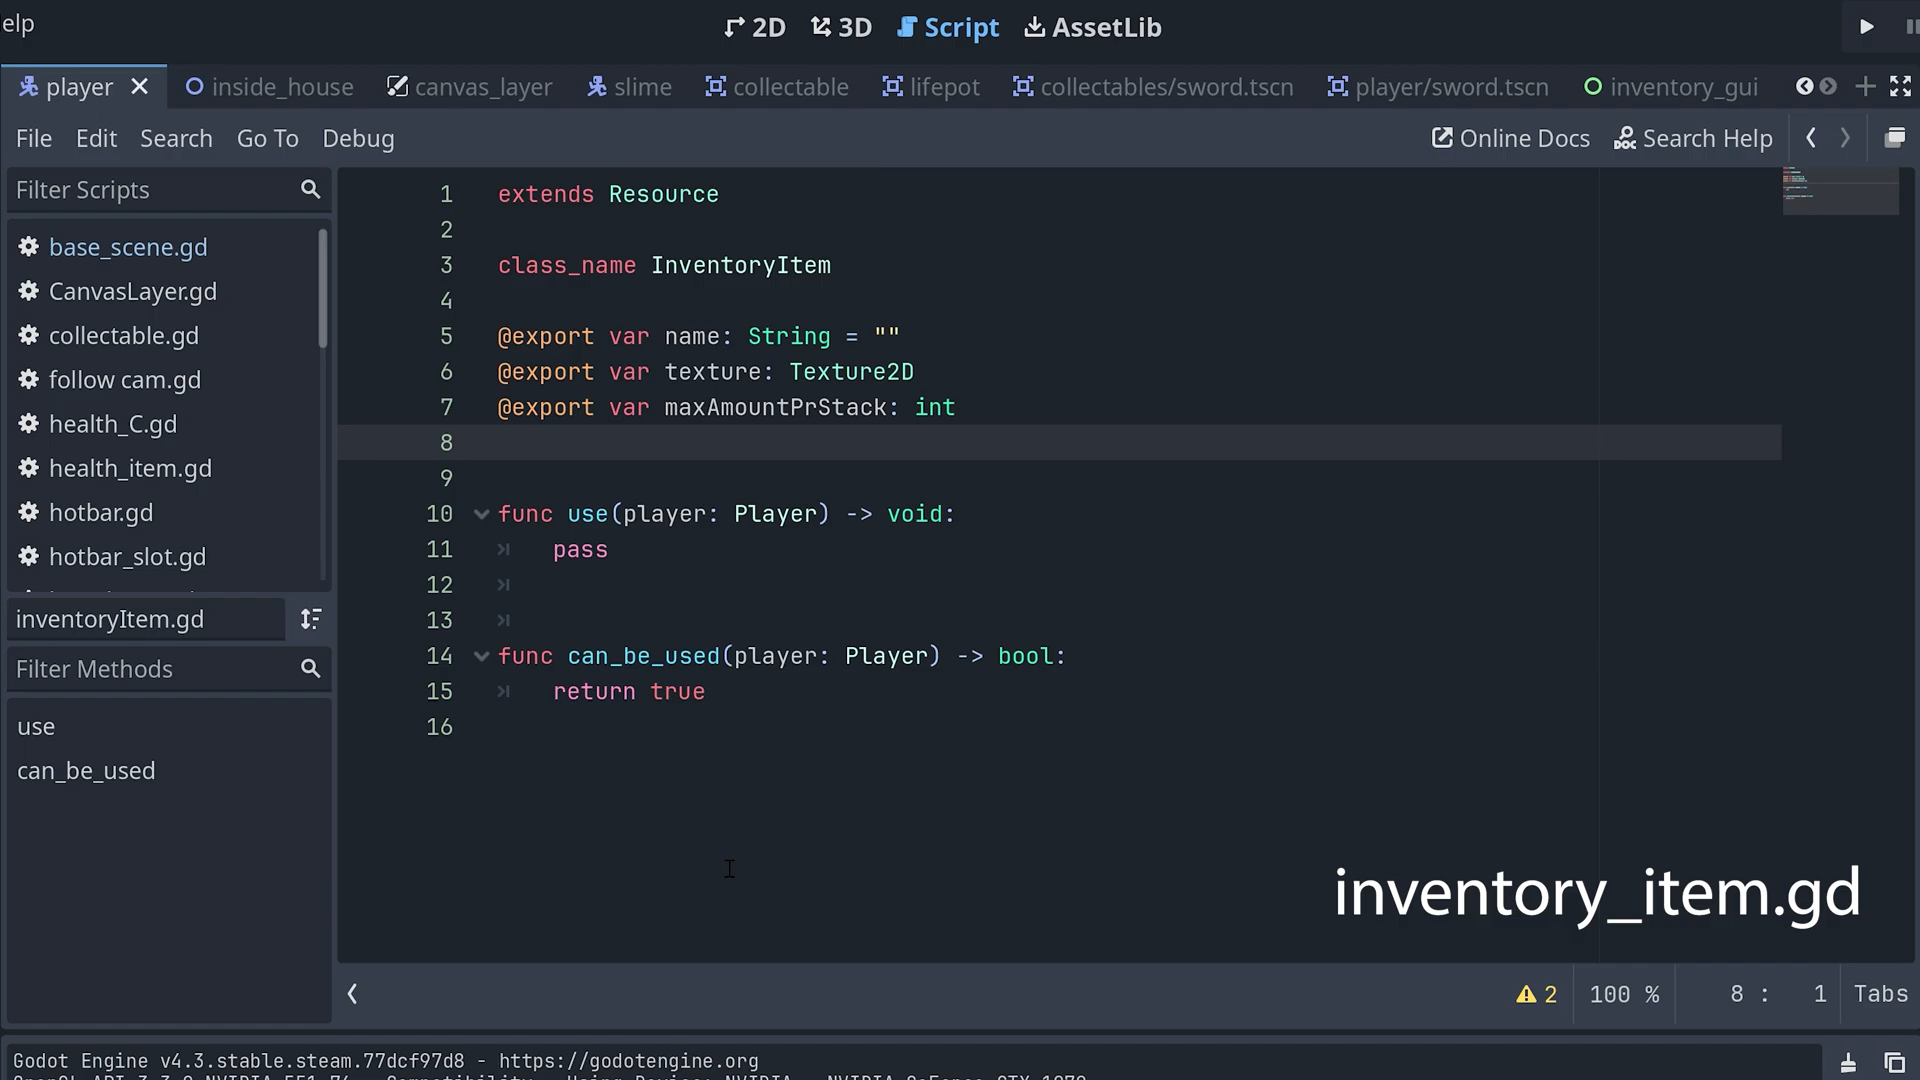 elp
2D 3D Script AssetLib
player inside_house canvas_layer slime collectable lifepot collectables/sword.tscn player/sword.tscn inventory_gui
File Edit Search Go To Debug Online Docs Search Help
Filter Scripts
base_scene.gd
CanvasLayer.gd
collectable.gd
follow cam.gd
health_C.gd
health_item.gd
hotbar.gd
hotbar_slot.gd
inventoryItem.gd
Filter Methods
use
can_be_used
1 extends Resource
2
3 class_name InventoryItem
4
5 @export var name: String = ""
6 @export var texture: Texture2D
7 @export var maxAmountPrStack: int
8
9
10 func use(player: Player) -> void:
11 pass
12
13
14 func can_be_used(player: Player) -> bool:
15 return true
16
inventory_item.gd
2 100 % 8 : 1 Tabs
Godot Engine v4.3.stable.steam.77dcf97d8 - https://godotengine.org